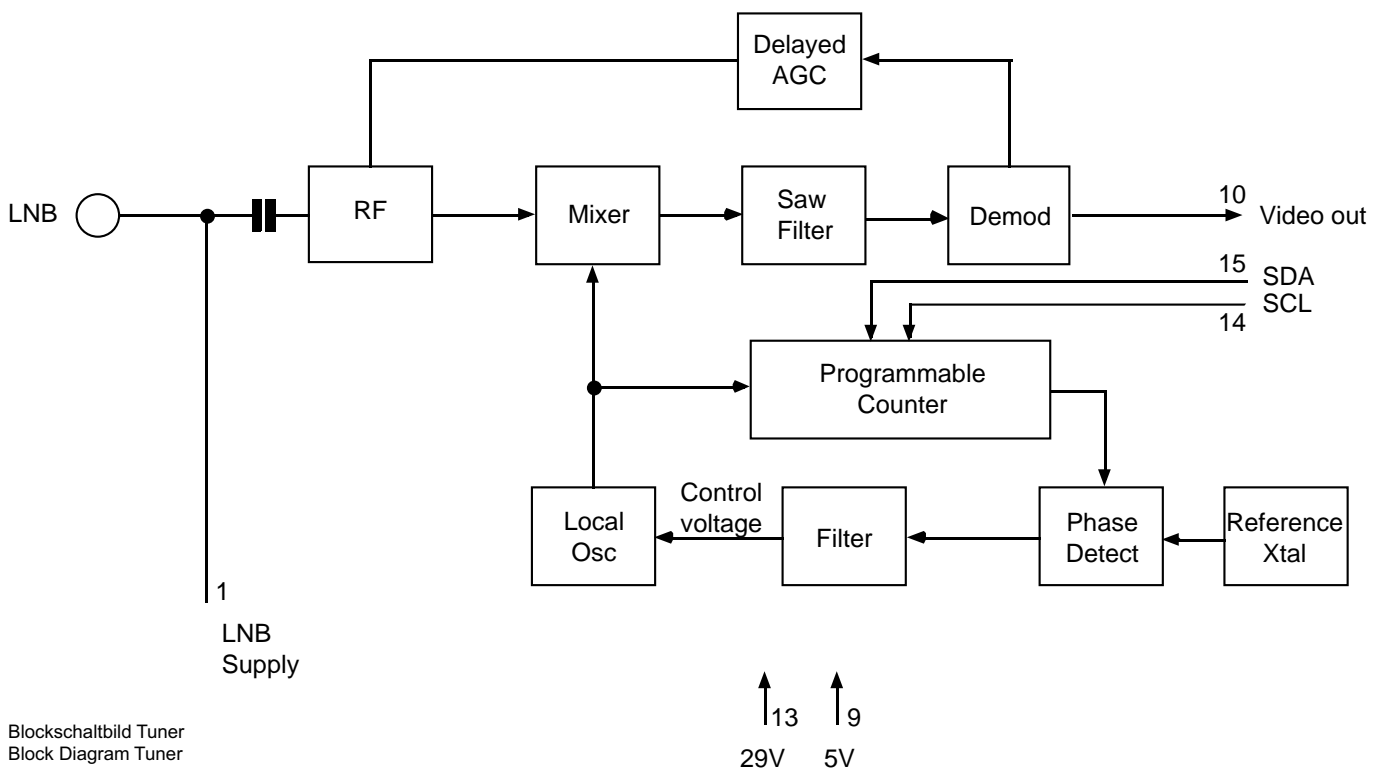 Delayed
AGC
LNB
RF
Mixer
Saw
Filter
Demod
10
Video out
15
SDA
SCL
14
Programmable
Counter
Local
Osc
Control
voltage
Filter
Phase
Detect
Reference
Xtal
1
LNB
Supply
13
29V
9
5V
Blockschaltbild Tuner
Block Diagram Tuner